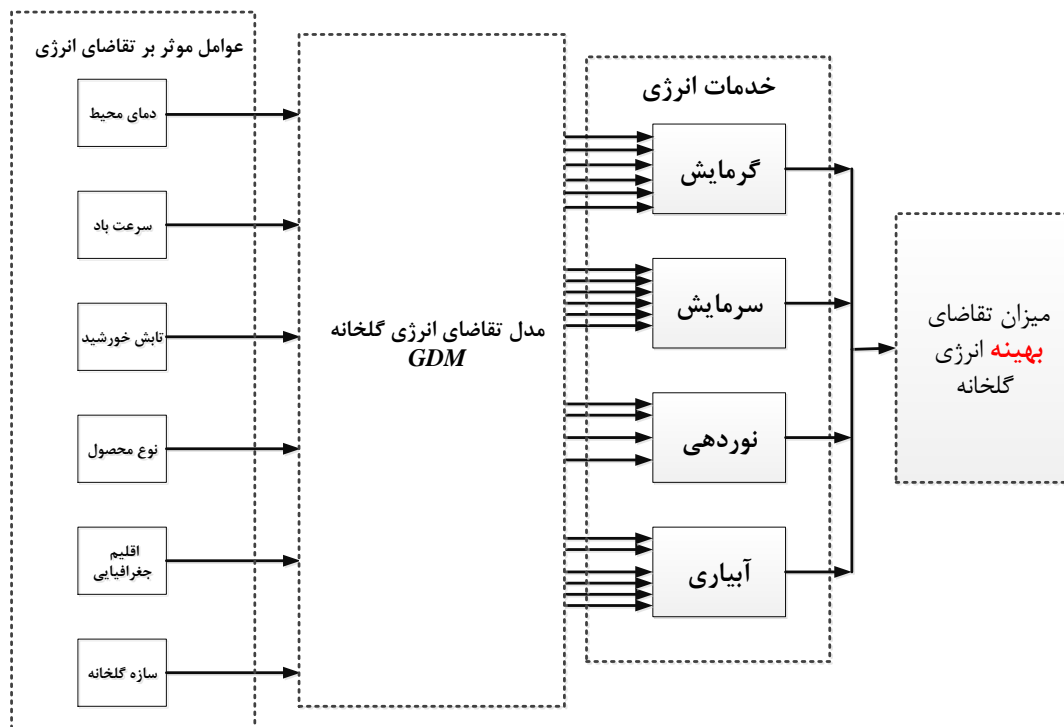 عوامل موثر بر تقاضای انرژی
دمای محیط
سرعت باد
تابش خورشید
نوع محصول
اقلیم
جغرافیایی
سازه گلخانه
مدل تقاضای انرژی گلخانه
GDM
خدمات انرژی
گرمایش
سرمایش
نوردهی
آبیاری
میزان تقاضای
بهینه انرژی
گلخانه